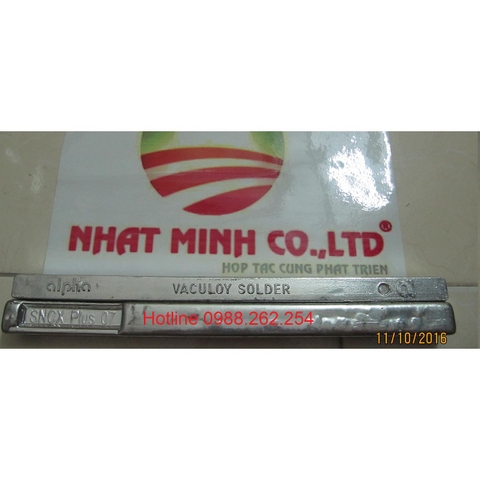 NHAT MINH CO.,LTD®
HOP TAC CUNG PHAT TRIEN
alpha VACULOY SOLDER
SNCX Plus 07
Hotline 0988.262.254
11/10/2016